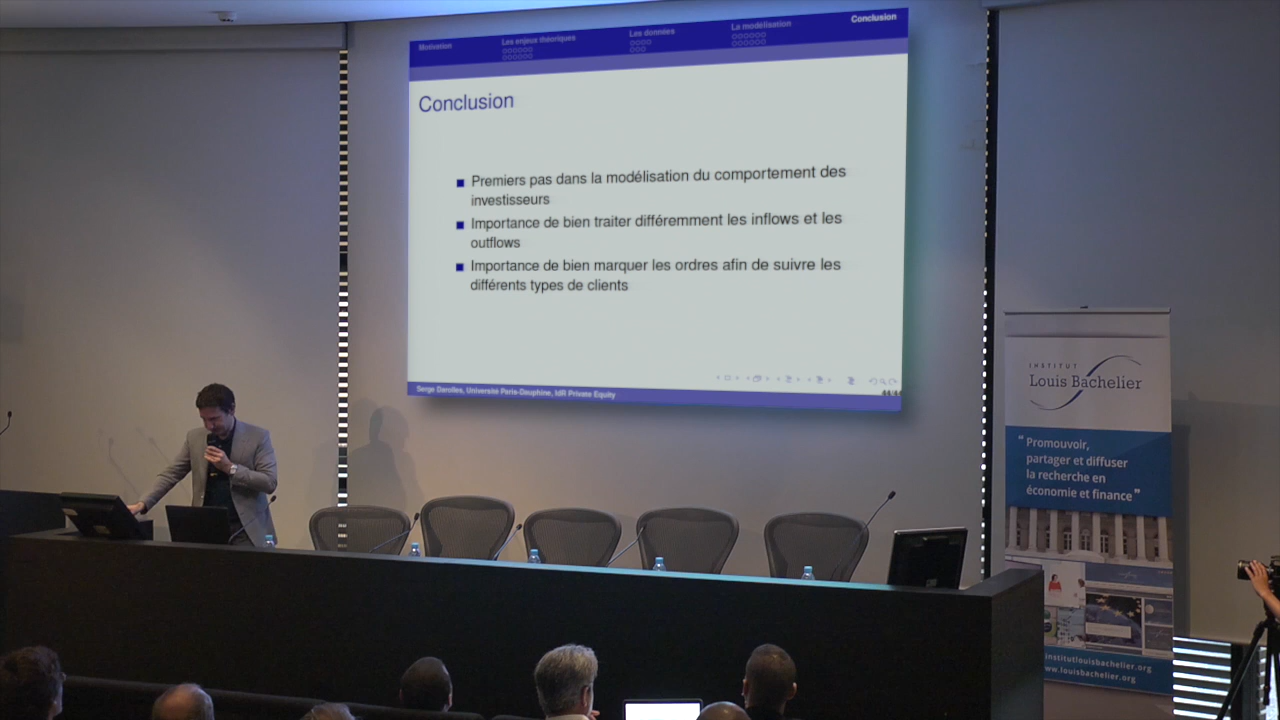 Motivation
Les enjeux théoriques
Les données
La modélisation
Conclusion
Conclusion
Premiers pas dans la modélisation du comportement des
investisseurs
Importance de bien traiter différemment les inflows et les
outflows
Importance de bien marquer les ordres afin de suivre les
différents types de clients
Serge Darolles, Université Paris-Dauphine, IdR Private Equity
INSTITUT
Louis Bachelier
“ Promouvoir,
partager et diffuser
la recherche en
économie et finance ”
institutlouisbachelier.org
www.louisbachelier.org